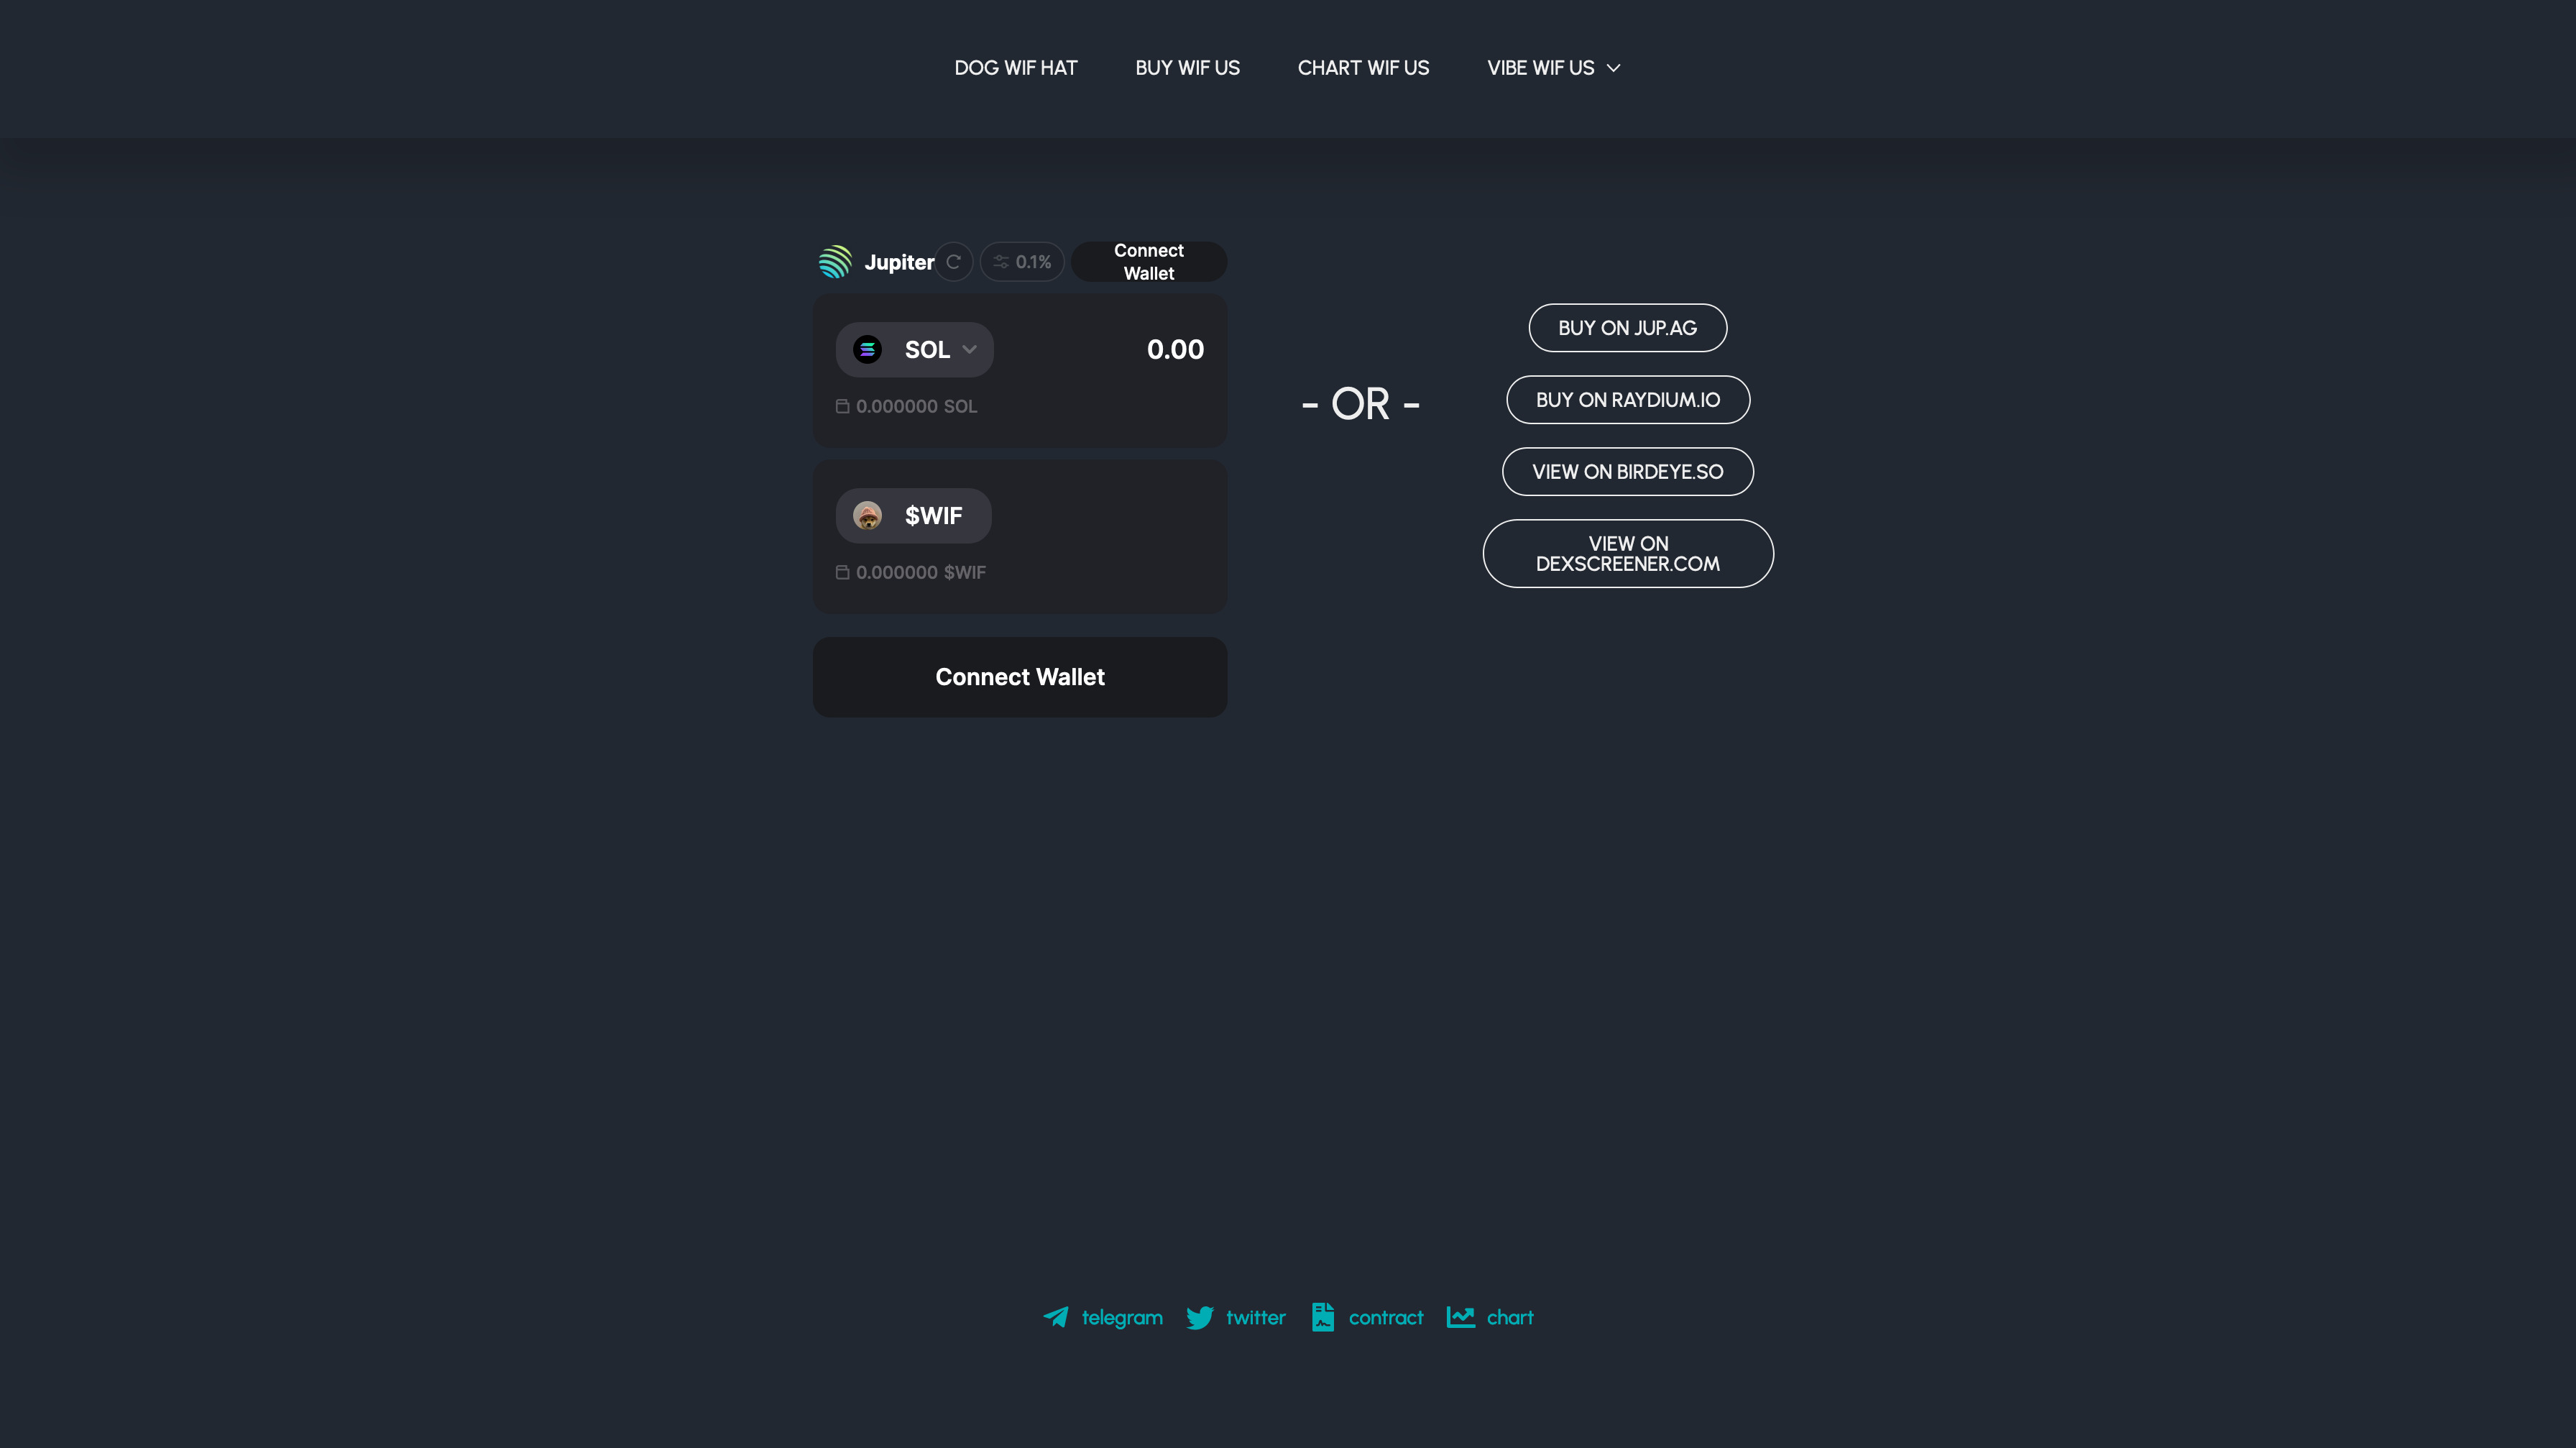 DOG WIF HAT
BUY WIF US
CHART WIF US
VIBE WIF US
Jupiter
0.1%
Connect
Wallet
SOL
0.00
0.000000 SOL
$WIF
0.000000 $WIF
Connect Wallet
- OR -
BUY ON JUP.AG
BUY ON RAYDIUM.IO
VIEW ON BIRDEYE.SO
VIEW ON
DEXSCREENER.COM
telegram
twitter
contract
chart